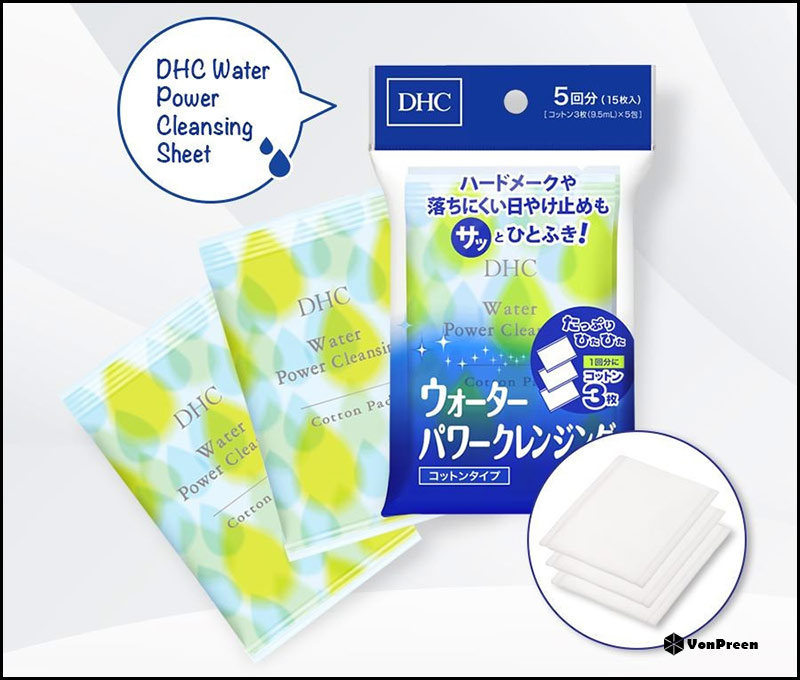 DHC Water
Power
Cleansing
Sheet
DHC
5回分(15枚入)
[コットン3枚(9.5mL)×5包]
ハードメークや
落ちにくい日やけ止めも
サッとひとふき!
DHC
Water
Power Clea
たっぷり
ひたひた
1回分に
コットン
3枚
ウォーター
パワークレンジング
コットンタイプ
DHC
Water
Power Cleansin
Cotton Pad
DHC
Water
Power Clea
Cotton
VonPreen